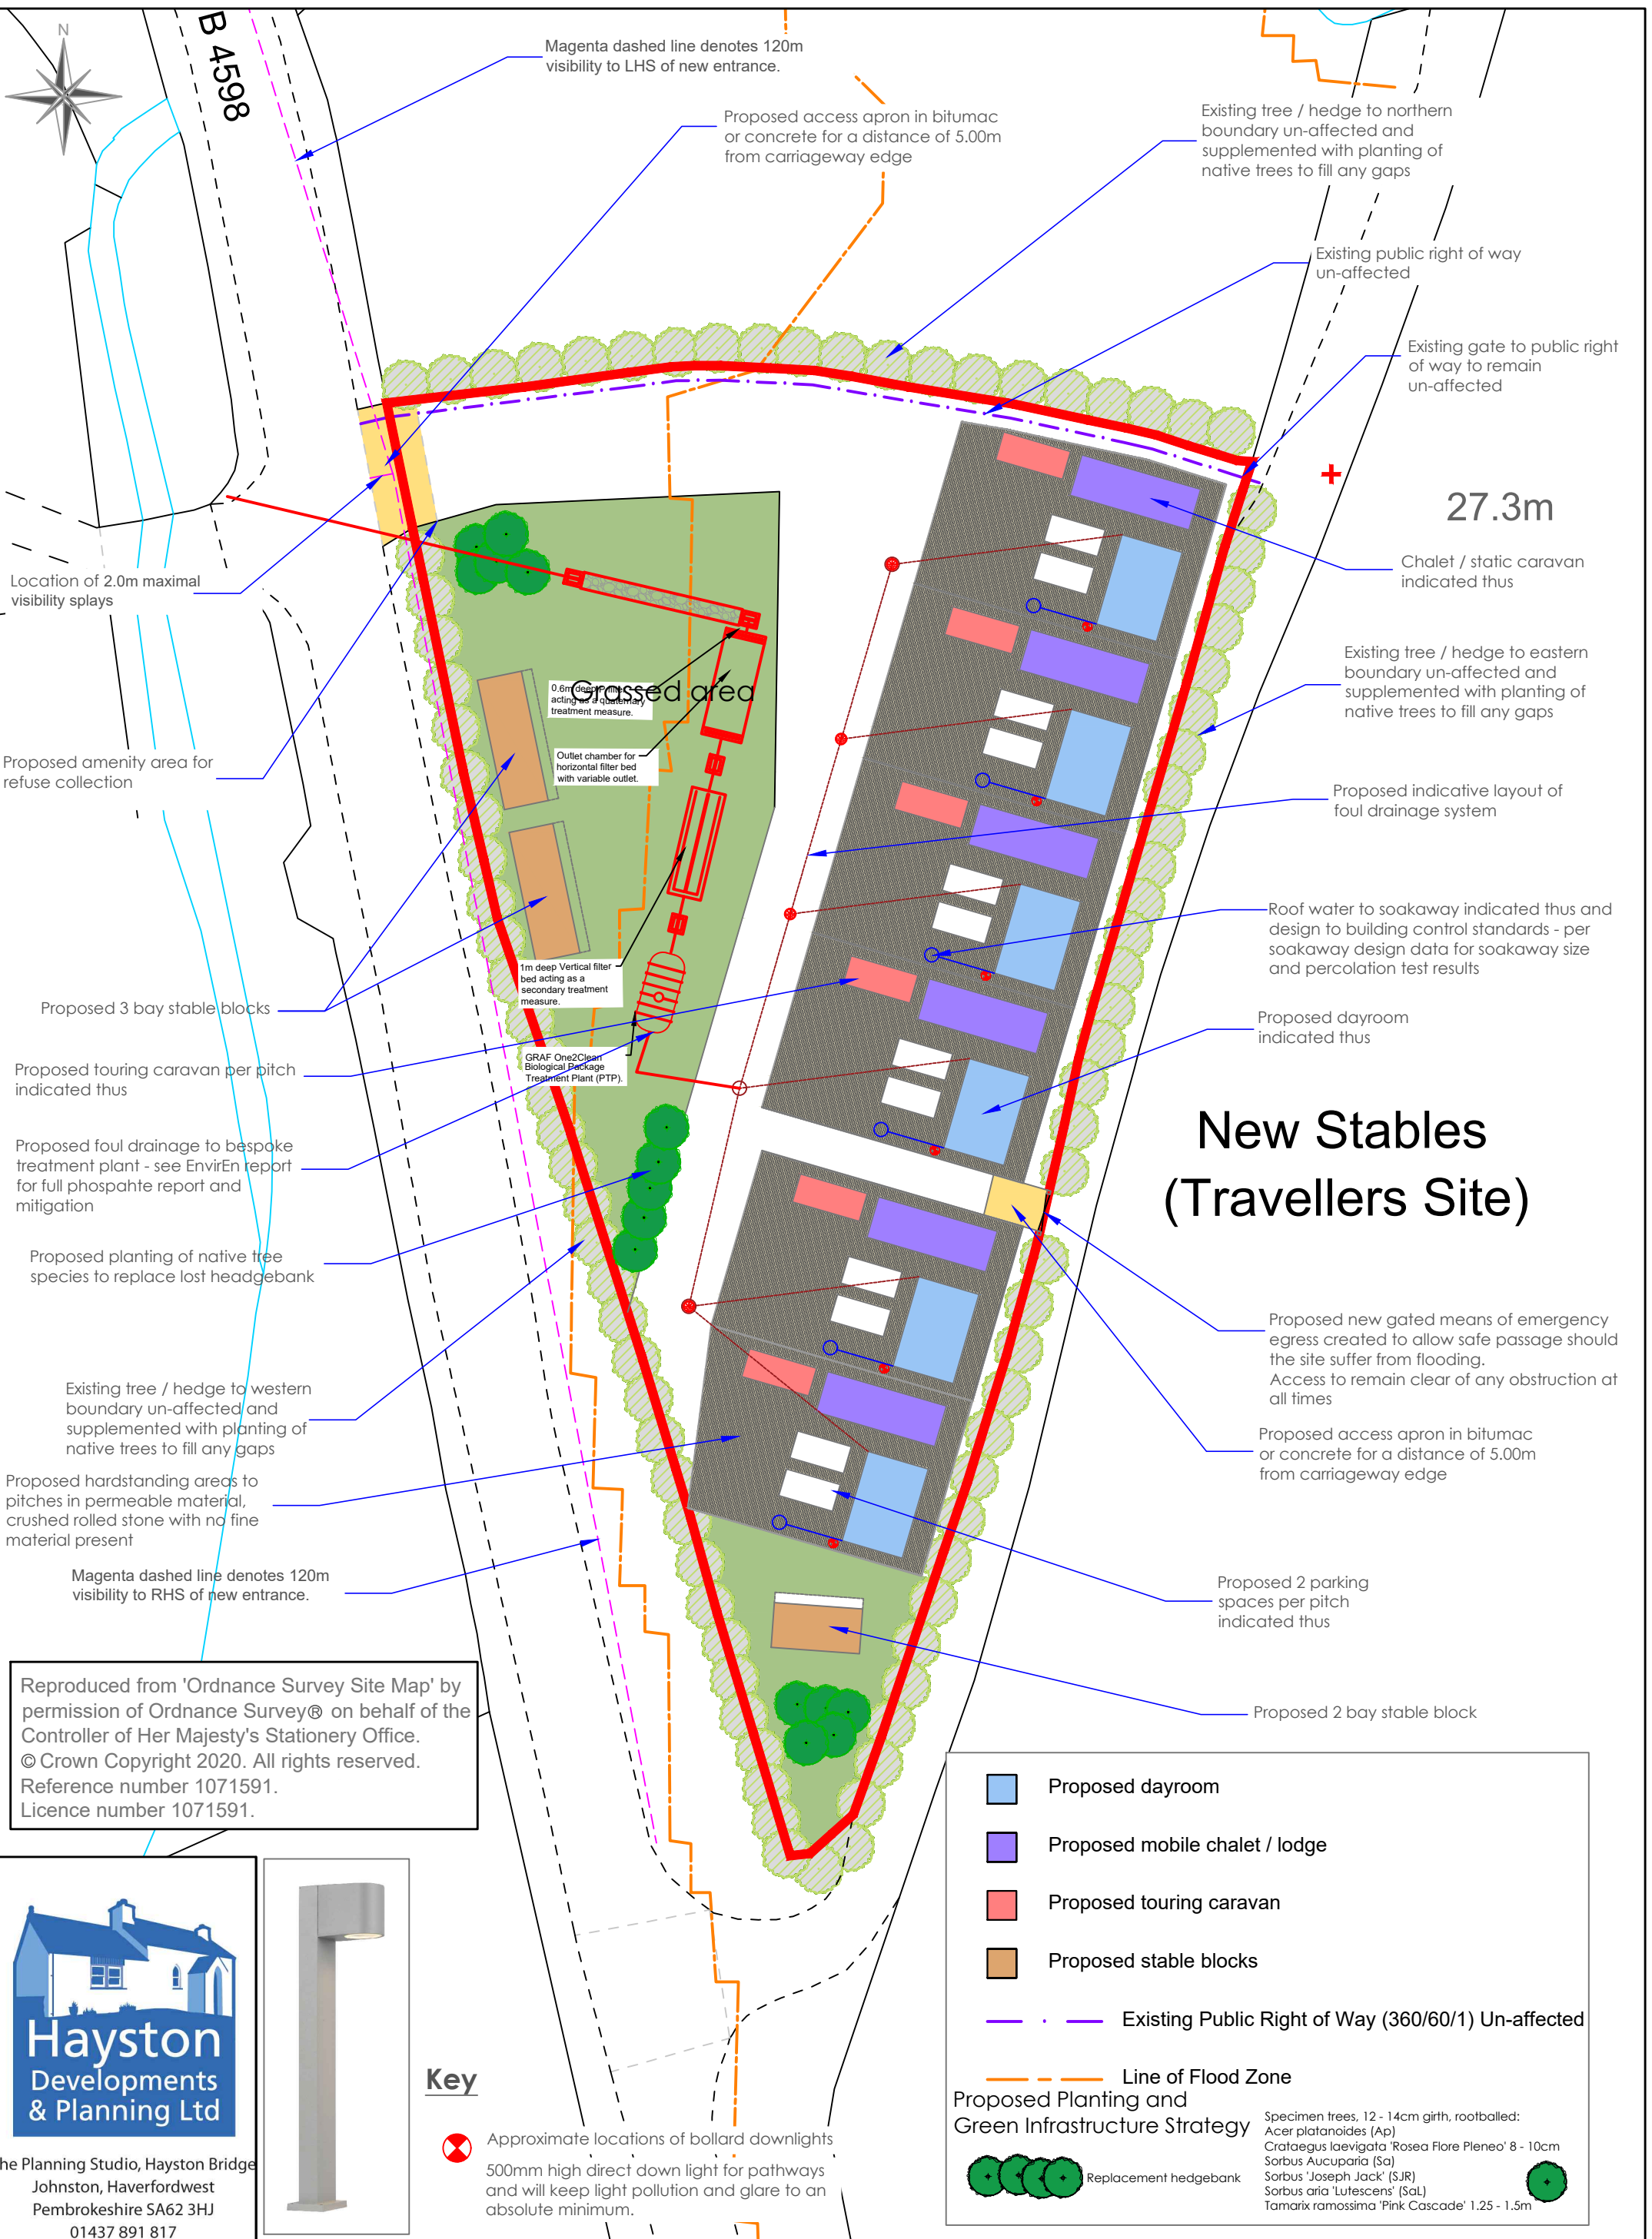 N
B 4598
Magenta dashed line denotes 120m
visibility to LHS of new entrance.
Proposed access apron in bitumac
or concrete for a distance of 5.00m
from carriageway edge
Existing tree / hedge to northern
boundary un-affected and
supplemented with planting of
native trees to fill any gaps
Existing public right of way
un-affected
Existing gate to public right
of way to remain
un-affected
27.3m
Chalet / static caravan
indicated thus
Location of 2.0m maximal
visibility splays
Existing tree / hedge to eastern
boundary un-affected and
supplemented with planting of
native trees to fill any gaps
Grassed area
0.6m deep P filter
acting as a quaternary
treatment measure.
Outlet chamber for
horizontal filter bed
with variable outlet.
Proposed amenity area for
refuse collection
Proposed indicative layout of
foul drainage system
Roof water to soakaway indicated thus and
design to building control standards - per
soakaway design data for soakaway size
and percolation test results
1m deep Vertical filter
bed acting as a
secondary treatment
measure.
Proposed 3 bay stable blocks
Proposed dayroom
indicated thus
GRAF One2Clean
Biological Package
Treatment Plant (PTP).
Proposed touring caravan per pitch
indicated thus
New Stables
(Travellers Site)
Proposed foul drainage to bespoke
treatment plant - see EnvirEn report
for full phospahte report and
mitigation
Proposed planting of native tree
species to replace lost headgebank
Proposed new gated means of emergency
egress created to allow safe passage should
the site suffer from flooding.
Access to remain clear of any obstruction at
all times
Existing tree / hedge to western
boundary un-affected and
supplemented with planting of
native trees to fill any gaps
Proposed access apron in bitumac
or concrete for a distance of 5.00m
from carriageway edge
Proposed hardstanding areas to
pitches in permeable material,
crushed rolled stone with no fine
material present
Magenta dashed line denotes 120m
visibility to RHS of new entrance.
Proposed 2 parking
spaces per pitch
indicated thus
Proposed 2 bay stable block
Reproduced from 'Ordnance Survey Site Map' by
permission of Ordnance Survey® on behalf of the
Controller of Her Majesty's Stationery Office.
© Crown Copyright 2020. All rights reserved.
Reference number 1071591.
Licence number 1071591.
Proposed dayroom
Proposed mobile chalet / lodge
Proposed touring caravan
Proposed stable blocks
Existing Public Right of Way (360/60/1) Un-affected
Line of Flood Zone
Proposed Planting and
Green Infrastructure Strategy
Replacement hedgebank
Specimen trees, 12 - 14cm girth, rootballed:
Acer platanoides (Ap)
Crataegus laevigata 'Rosea Flore Pleneo' 8 - 10cm
Sorbus Aucuparia (Sa)
Sorbus 'Joseph Jack' (SJR)
Sorbus aria 'Lutescens' (SaL)
Tamarix ramossima 'Pink Cascade' 1.25 - 1.5m
Hayston
Developments
& Planning Ltd
he Planning Studio, Hayston Bridge
Johnston, Haverfordwest
Pembrokeshire SA62 3HJ
01437 891 817
Key
Approximate locations of bollard downlights
500mm high direct down light for pathways
and will keep light pollution and glare to an
absolute minimum.